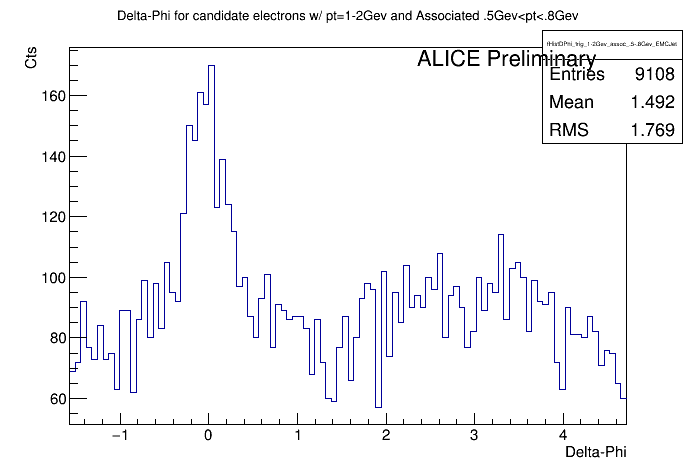 Delta-Phi for candidate electrons w/ pt=1-2Gev and Associated .5Gev<pt<.8Gev
Cts
ALICE Preliminary
fHistDPhi_trig_1-2Gev_assoc_.5-.8Gev_EMCJet
Entries 9108
Mean 1.492
RMS 1.769
160
140
120
100
80
60
−1 0 1 2 3 4
Delta-Phi